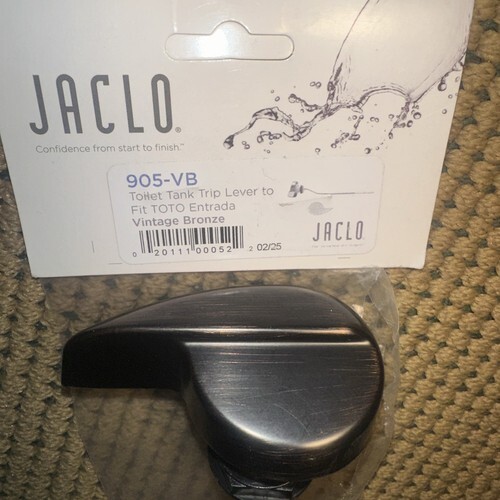 JACLO®
Confidence from start to finish.™
905-VB
Toilet Tank Trip Lever to
Fit TOTO Entrada
Vintage Bronze
JACLO
0 20111 00052 2 02/25